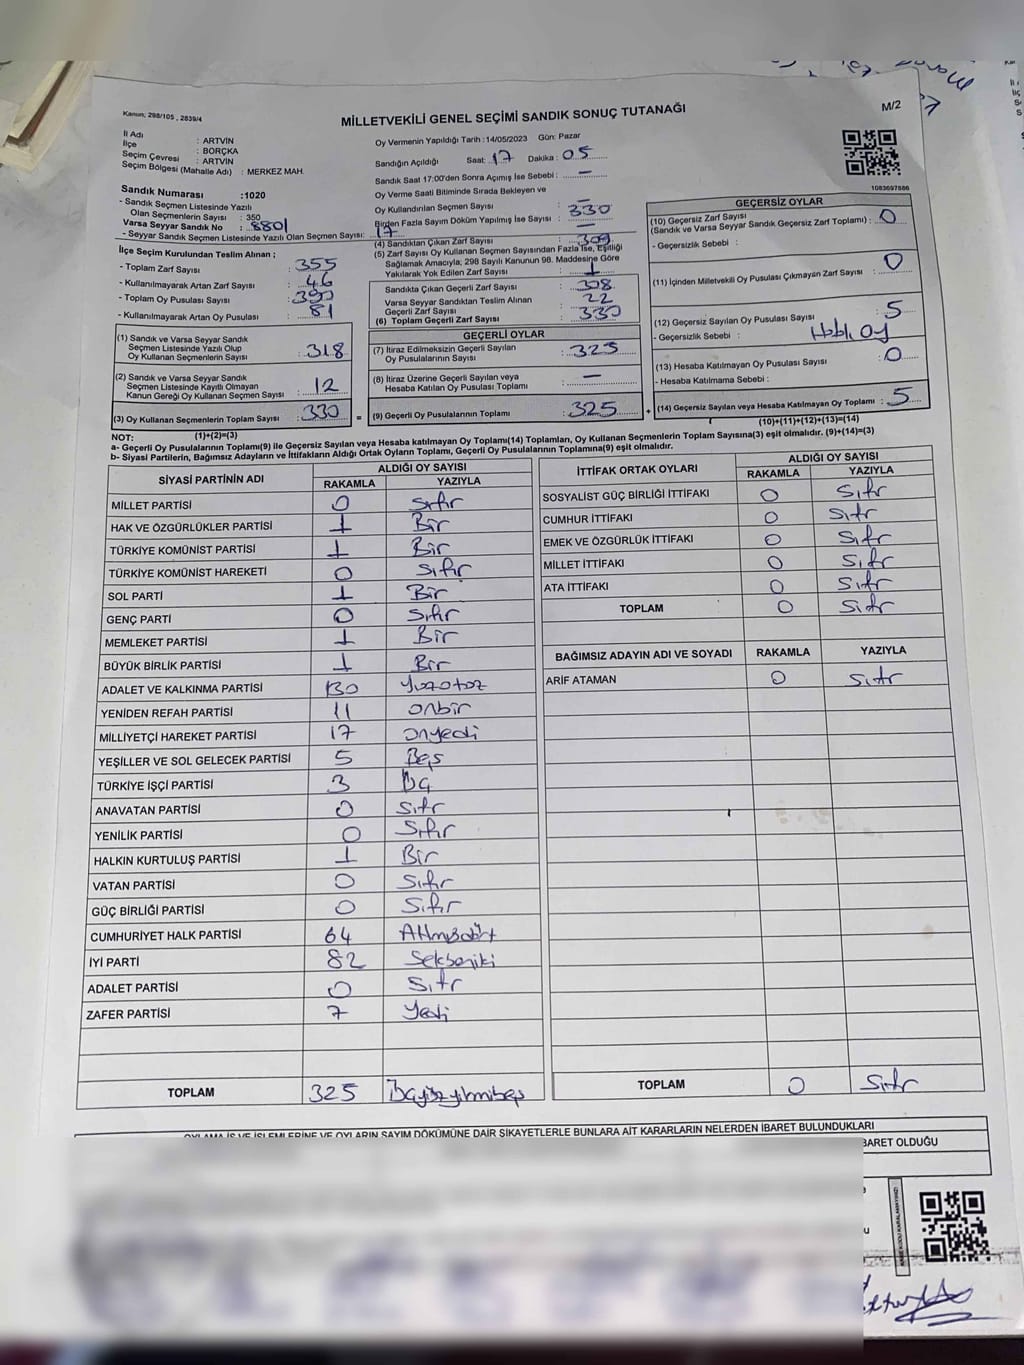 Kanun; 298/105 , 2839/4
MİLLETVEKİLİ GENEL SEÇİMİ SANDIK SONUÇ TUTANAĞI
M/2
İl Adı : ARTVİN
İlçe : BORÇKA
Seçim Çevresi : ARTVİN
Seçim Bölgesi (Mahalle Adı) : MERKEZ MAH.
Sandık Numarası :1020
- Sandık Seçmen Listesinde Yazılı
Olan Seçmenlerin Sayısı : 350
Varsa Seyyar Sandık No : 8801
- Seyyar Sandık Seçmen Listesinde Yazılı Olan Seçmen Sayısı: 17
İlçe Seçim Kurulundan Teslim Alınan ;
- Toplam Zarf Sayısı : 355
- Kullanılmayarak Artan Zarf Sayısı : 46
- Toplam Oy Pusulası Sayısı : 390
- Kullanılmayarak Artan Oy Pusulası : 81
(1) Sandık ve Varsa Seyyar Sandık
Seçmen Listesinde Yazılı Olup
Oy Kullanan Seçmenlerin Sayısı : 318
(2) Sandık ve Varsa Seyyar Sandık
Seçmen Listesinde Kayıtlı Olmayan
Kanun Gereği Oy Kullanan Seçmen Sayısı : 12
(3) Oy Kullanan Seçmenlerin Toplam Sayısı : 330
(1)+(2)=(3)
Oy Vermenin Yapıldığı Tarih : 14/05/2023 Gün: Pazar
Sandığın Açıldığı Saat: 17 Dakika : 05
Sandık Saat 17:00'den Sonra Açımış İse Sebebi : —
Oy Verme Saati Bitiminde Sırada Bekleyen ve
Oy Kullandırılan Seçmen Sayısı : —
Birden Fazla Sayım Döküm Yapılmış İse Sayısı : 330
(4) Sandıktan Çıkan Zarf Sayısı : 309
(5) Zarf Sayısı Oy Kullanan Seçmen Sayısından Fazla İse, Eşitliği
Sağlamak Amacıyla; 298 Sayılı Kanunun 98. Maddesine Göre
Yakılarak Yok Edilen Zarf Sayısı : 1
Sandıkta Çıkan Geçerli Zarf Sayısı : 308
Varsa Seyyar Sandıktan Teslim Alınan
Geçerli Zarf Sayısı : 22
(6) Toplam Geçerli Zarf Sayısı : 330
GEÇERLİ OYLAR
(7) İtiraz Edilmeksizin Geçerli Sayılan
Oy Pusulalarının Sayısı : 325
(8) İtiraz Üzerine Geçerli Sayılan veya
Hesaba Katılan Oy Pusulası Toplamı : —
(9) Geçerli Oy Pusulalarının Toplamı : 325
1083697886
GEÇERSİZ OYLAR
(10) Geçersiz Zarf Sayısı : 0
(Sandık ve Varsa Seyyar Sandık Geçersiz Zarf Toplamı) :
- Geçersizlik Sebebi :
(11) İçinden Milletvekili Oy Pusulası Çıkmayan Zarf Sayısı : 0
(12) Geçersiz Sayılan Oy Pusulası Sayısı : 5
- Geçersizlik Sebebi :
(13) Hesaba Katılmayan Oy Pusulası Sayısı : 0
- Hesaba Katılmama Sebebi :
(14) Geçersiz Sayılan veya Hesaba Katılmayan Oy Toplamı : 5
(10)+(11)+(12)+(13)=(14)
NOT:
a- Geçerli Oy Pusulalarının Toplamı(9) ile Geçersiz Sayılan veya Hesaba katılmayan Oy Toplamı(14) Toplamları, Oy Kullanan Seçmenlerin Toplam Sayısına(3) eşit olmalıdır. (9)+(14)=(3)
b- Siyasi Partilerin, Bağımsız Adayların ve İttifakların Aldığı Ortak Oyların Toplamı, Geçerli Oy Pusulalarının Toplamına(9) eşit olmalıdır.
SİYASİ PARTİNİN ADI ALDIĞI OY SAYISI
RAKAMLA YAZIYLA
MİLLET PARTİSİ 0 Sıfır
HAK VE ÖZGÜRLÜKLER PARTİSİ 1 Bir
TÜRKİYE KOMÜNİST PARTİSİ 1 Bir
TÜRKİYE KOMÜNİST HAREKETİ 0 Sıfır
SOL PARTİ 1 Bir
GENÇ PARTİ 0 Sıfır
MEMLEKET PARTİSİ 1 Bir
BÜYÜK BİRLİK PARTİSİ 1 Bir
ADALET VE KALKINMA PARTİSİ 130 Yüzotuz
YENİDEN REFAH PARTİSİ 11 onbir
MİLLİYETÇİ HAREKET PARTİSİ 17 onyedi
YEŞİLLER VE SOL GELECEK PARTİSİ 5 Beş
TÜRKİYE İŞÇİ PARTİSİ 3 Üç
ANAVATAN PARTİSİ 0 Sıfır
YENİLİK PARTİSİ 0 Sıfır
HALKIN KURTULUŞ PARTİSİ 1 Bir
VATAN PARTİSİ 0 Sıfır
GÜÇ BİRLİĞİ PARTİSİ 0 Sıfır
CUMHURİYET HALK PARTİSİ 64 Altmışdört
İYİ PARTİ 82 Sekseniki
ADALET PARTİSİ 0 Sıfır
ZAFER PARTİSİ 7 Yedi
TOPLAM 325 Üçyüzyirmibeş
İTTİFAK ORTAK OYLARI ALDIĞI OY SAYISI
RAKAMLA YAZIYLA
SOSYALİST GÜÇ BİRLİĞİ İTTİFAKI 0 Sıfır
CUMHUR İTTİFAKI 0 Sıfır
EMEK VE ÖZGÜRLÜK İTTİFAKI 0 Sıfır
MİLLET İTTİFAKI 0 Sıfır
ATA İTTİFAKI 0 Sıfır
TOPLAM 0 Sıfır
BAĞIMSIZ ADAYIN ADI VE SOYADI RAKAMLA YAZIYLA
ARİF ATAMAN 0 Sıfır
TOPLAM 0 Sıfır
OYLAMA İŞ VE İŞLEMLERİNE VE OYLARIN SAYIM DÖKÜMÜNE DAİR ŞİKAYETLERLE BUNLARA AİT KARARLARIN NELERDEN İBARET BULUNDUKLARI
BARET OLDUĞU